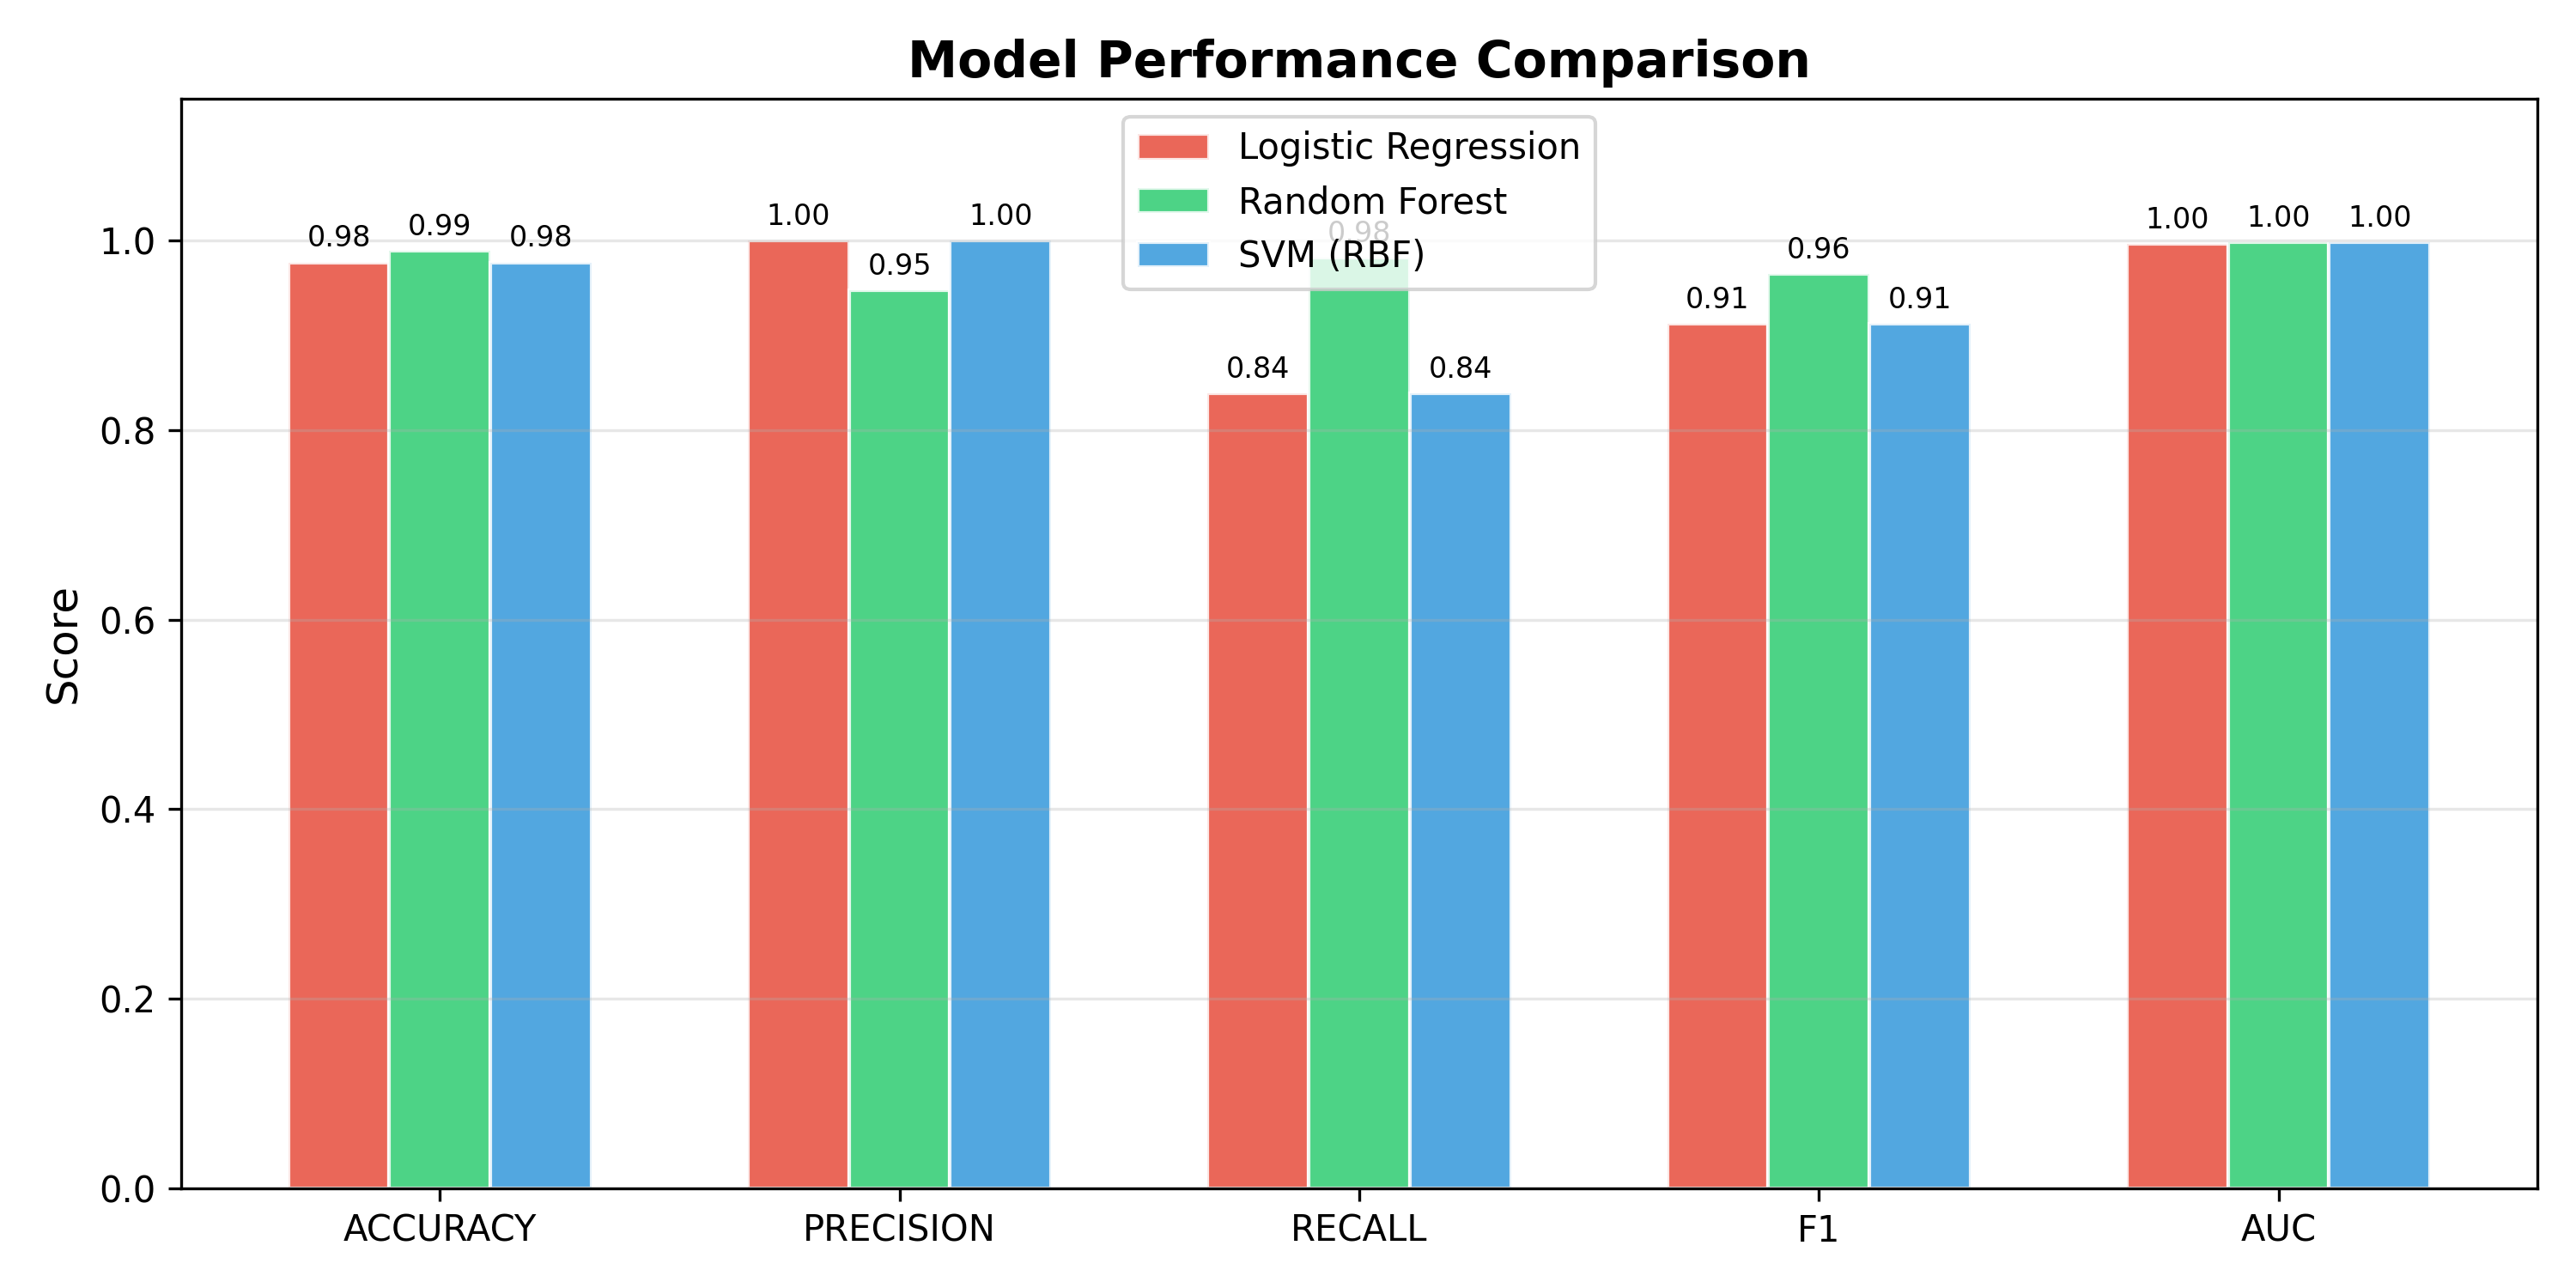 Model Performance Comparison
Logistic Regression
Random Forest
SVM (RBF)
0.98
0.99
0.98
1.00
0.95
1.00
0.84
0.98
0.84
0.91
0.96
0.91
1.00
1.00
1.00
Score
1.0
0.8
0.6
0.4
0.2
0.0
ACCURACY
PRECISION
RECALL
F1
AUC